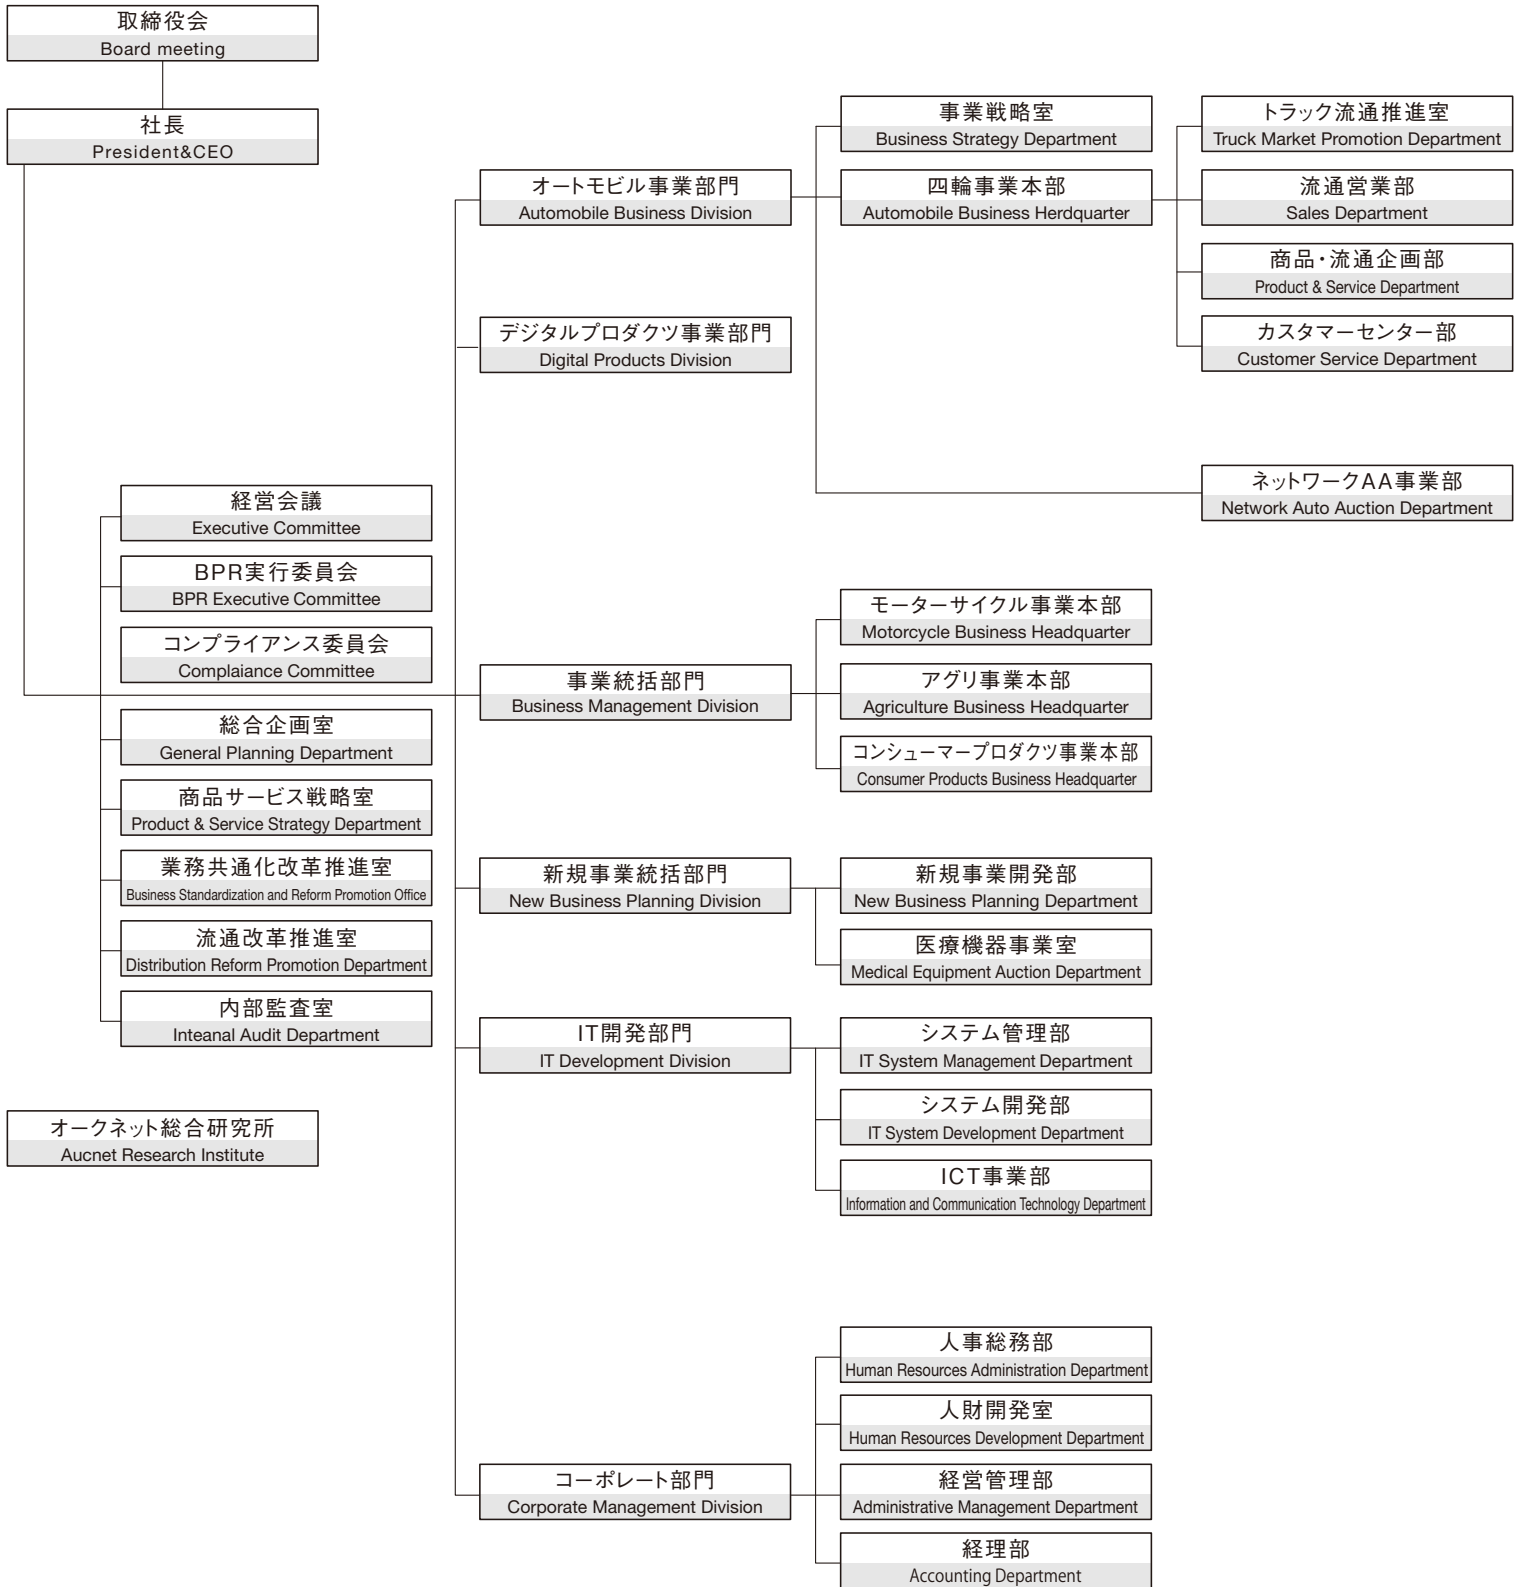 取締役会
Board meeting
社長
President&CEO
経営会議
Executive Committee
BPR実行委員会
BPR Executive Committee
コンプライアンス委員会
Complaiance Committee
総合企画室
General Planning Department
商品サービス戦略室
Product & Service Strategy Department
業務共通化改革推進室
Business Standardization and Reform Promotion Office
流通改革推進室
Distribution Reform Promotion Department
内部監査室
Inteanal Audit Department
オークネット総合研究所
Aucnet Research Institute
オートモビル事業部門
Automobile Business Division
事業戦略室
Business Strategy Department
四輪事業本部
Automobile Business Herdquarter
トラック流通推進室
Truck Market Promotion Department
流通営業部
Sales Department
商品・流通企画部
Product & Service Department
カスタマーセンター部
Customer Service Department
ネットワークAA事業部
Network Auto Auction Department
デジタルプロダクツ事業部門
Digital Products Division
事業統括部門
Business Management Division
モーターサイクル事業本部
Motorcycle Business Headquarter
アグリ事業本部
Agriculture Business Headquarter
コンシューマープロダクツ事業本部
Consumer Products Business Headquarter
新規事業統括部門
New Business Planning Division
新規事業開発部
New Business Planning Department
医療機器事業室
Medical Equipment Auction Department
IT開発部門
IT Development Division
システム管理部
IT System Management Department
システム開発部
IT System Development Department
ICT事業部
Information and Communication Technology Department
コーポレート部門
Corporate Management Division
人事総務部
Human Resources Administration Department
人財開発室
Human Resources Development Department
経営管理部
Administrative Management Department
経理部
Accounting Department